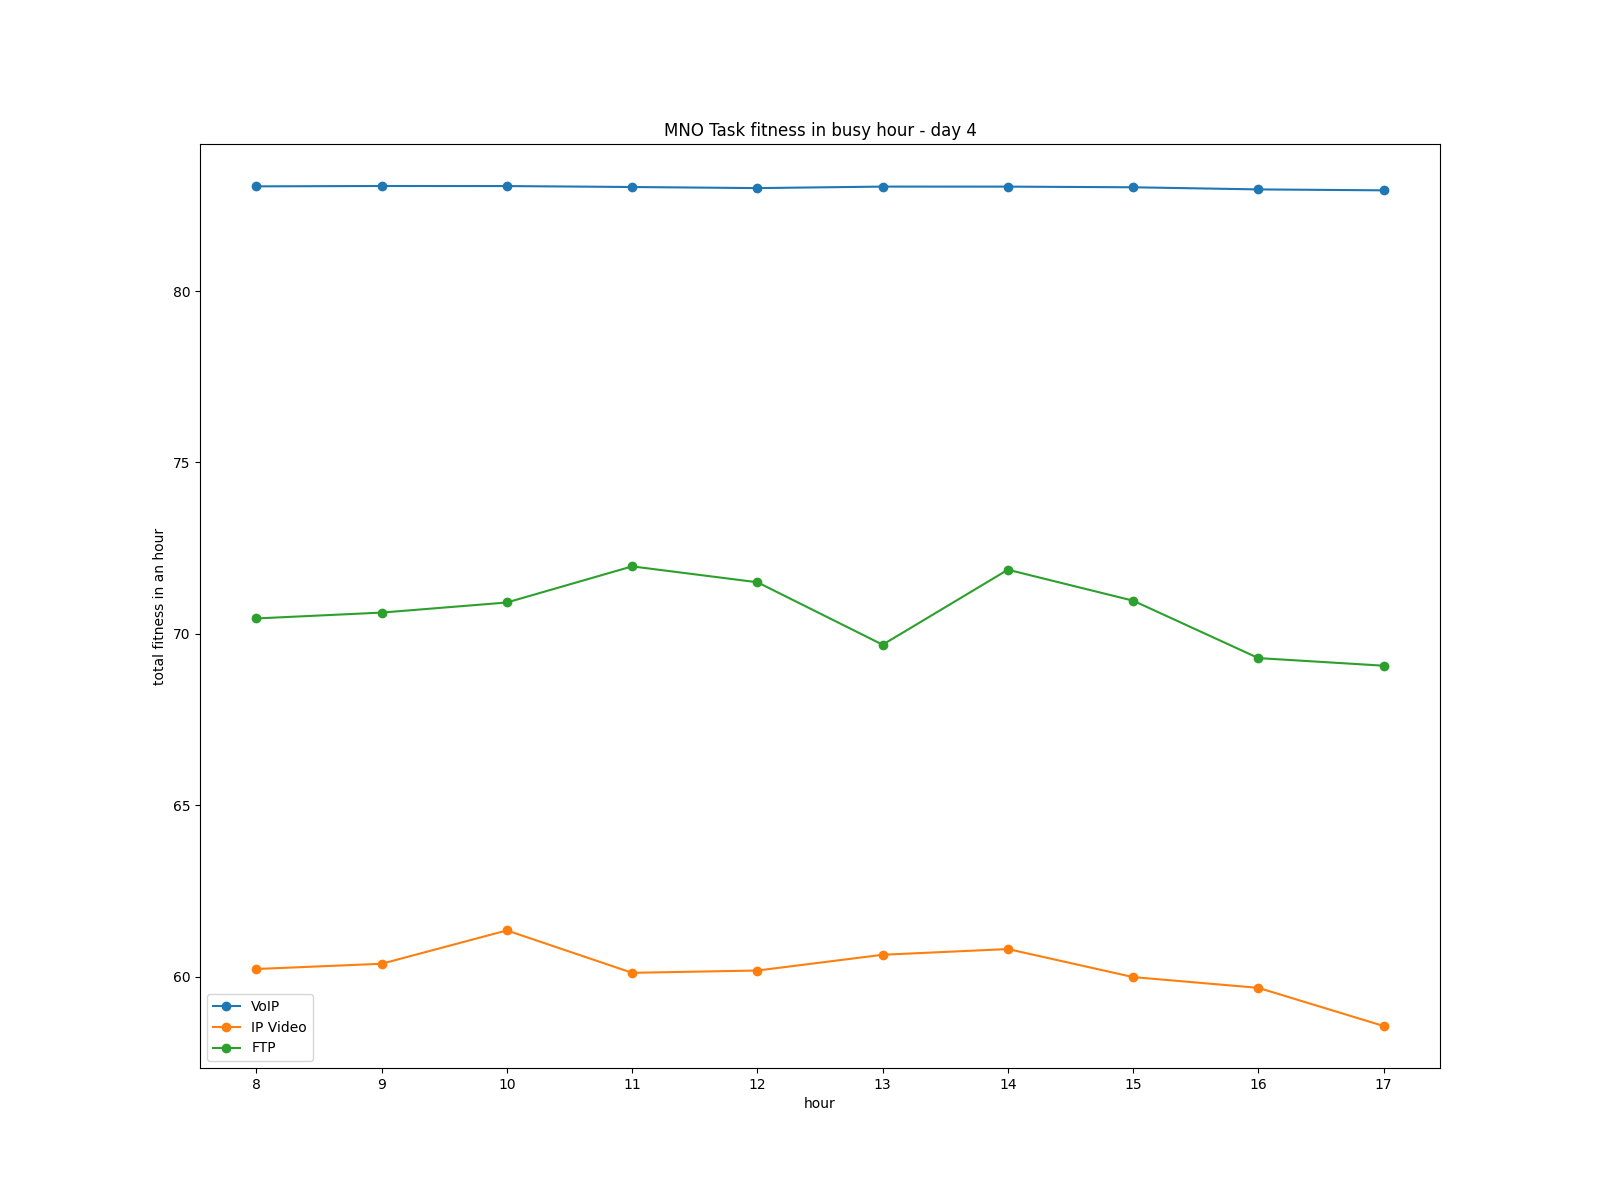 MNO Task fitness in busy hour - day 4
total fitness in an hour
80
75
70
65
60
VoIP
IP Video
FTP
8 9 10 11 12 13 14 15 16 17
hour